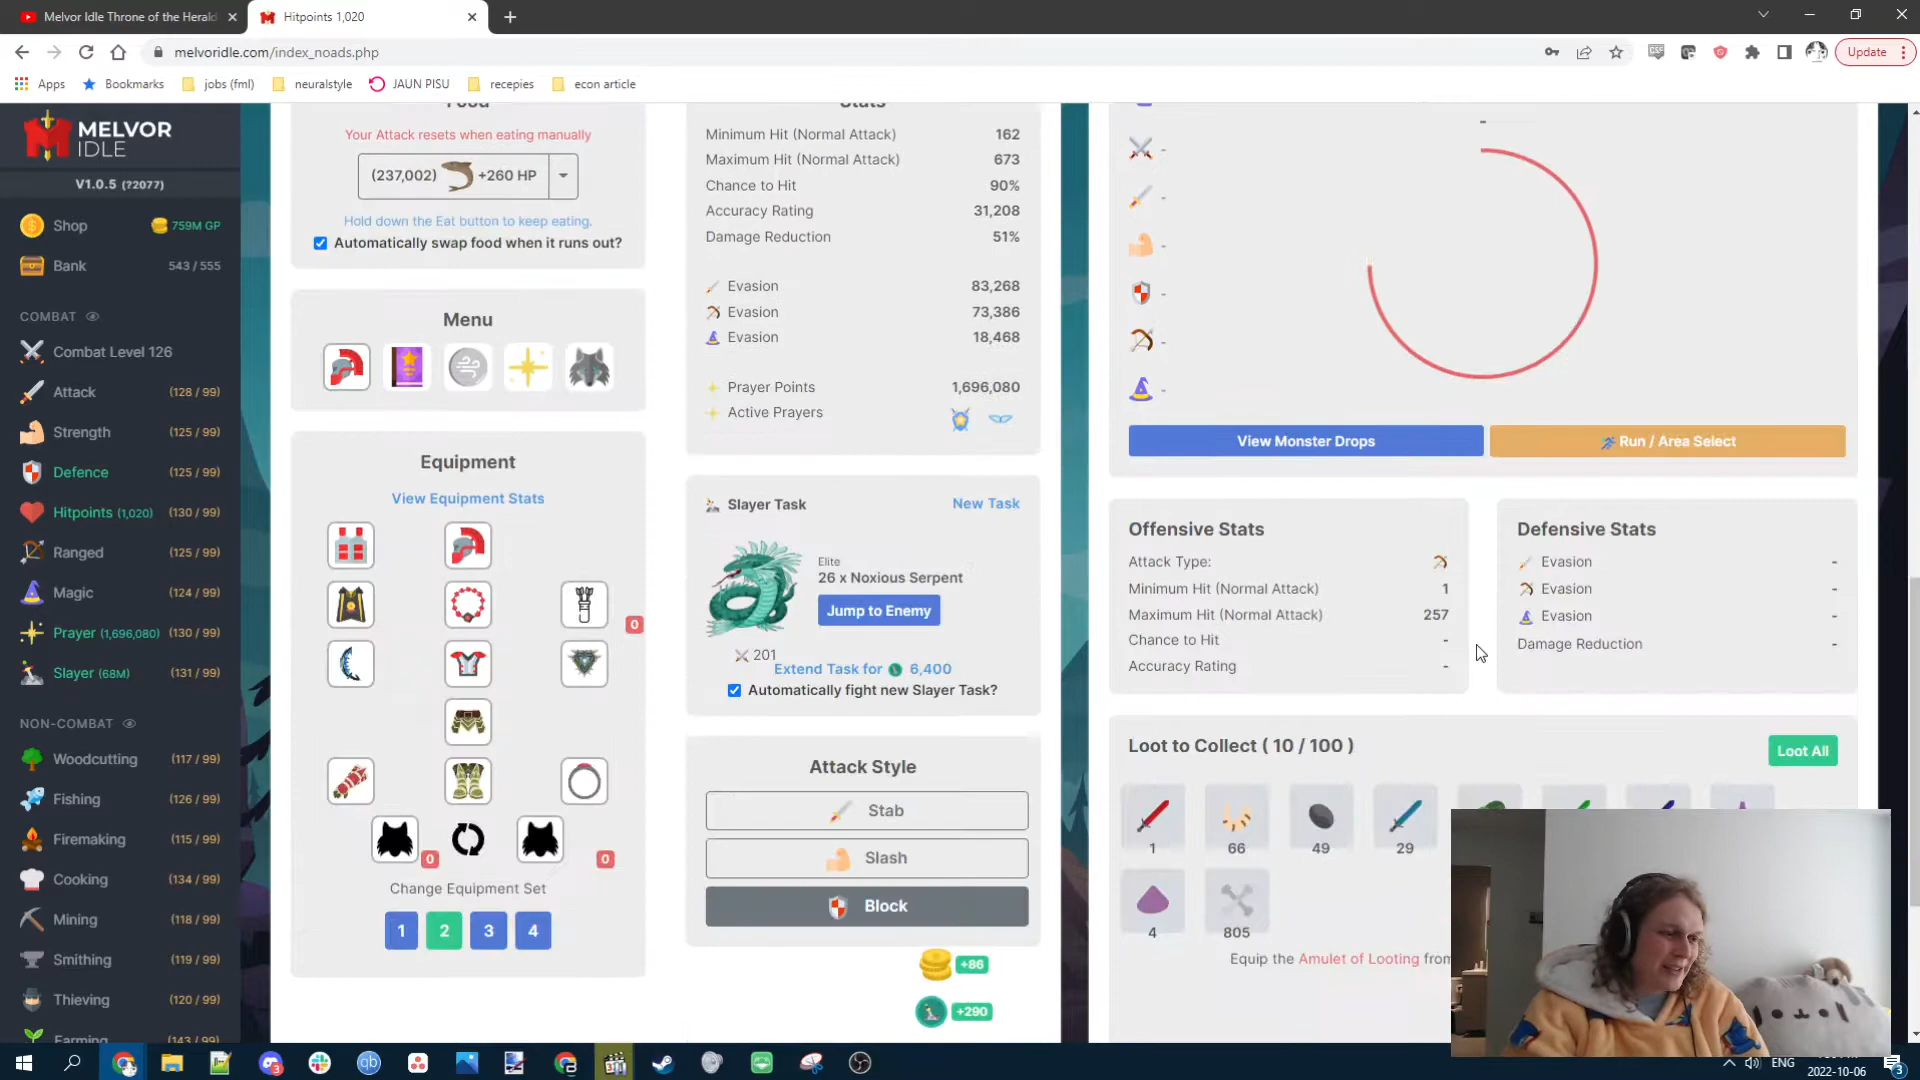 Melvor Idle Throne of the Herald
Hitpoints 1,020
melvoridle.com/index_noads.php
Update
Apps
Bookmarks
jobs (fml)
neuralstyle
JAUN PISU
recepies
econ article
MELVOR
IDLE
V1.0.5 (?2077)
Shop
759M GP
Bank
543 / 555
COMBAT
Combat Level 126
Attack
(128 / 99)
Strength
(125 / 99)
Defence
(125 / 99)
Hitpoints (1,020)
(130 / 99)
Ranged
(125 / 99)
Magic
(124 / 99)
Prayer (1,696,080)
(130 / 99)
Slayer (68M)
(131 / 99)
NON-COMBAT
Woodcutting
(117 / 99)
Fishing
(126 / 99)
Firemaking
(115 / 99)
Cooking
(134 / 99)
Mining
(118 / 99)
Smithing
(119 / 99)
Thieving
(120 / 99)
Farming
(143 / 99)
Food
Your Attack resets when eating manually
(237,002) +260 HP
Hold down the Eat button to keep eating.
Automatically swap food when it runs out?
Menu
Equipment
View Equipment Stats
0
0
0
Change Equipment Set
1
2
3
4
Stats
Minimum Hit (Normal Attack)
162
Maximum Hit (Normal Attack)
673
Chance to Hit
90%
Accuracy Rating
31,208
Damage Reduction
51%
Evasion
83,268
Evasion
73,386
Evasion
18,468
Prayer Points
1,696,080
Active Prayers
Slayer Task
New Task
Elite
26 x Noxious Serpent
Jump to Enemy
201
Extend Task for 6,400
Automatically fight new Slayer Task?
Attack Style
Stab
Slash
Block
+86
+290
-
-
-
-
-
-
-
View Monster Drops
Run / Area Select
Offensive Stats
Attack Type:
Minimum Hit (Normal Attack)
1
Maximum Hit (Normal Attack)
257
Chance to Hit
-
Accuracy Rating
-
Defensive Stats
Evasion
-
Evasion
-
Evasion
-
Damage Reduction
-
Loot to Collect ( 10 / 100 )
Loot All
1
66
49
29
4
805
Equip the Amulet of Looting from
ENG
2022-10-06
3
3